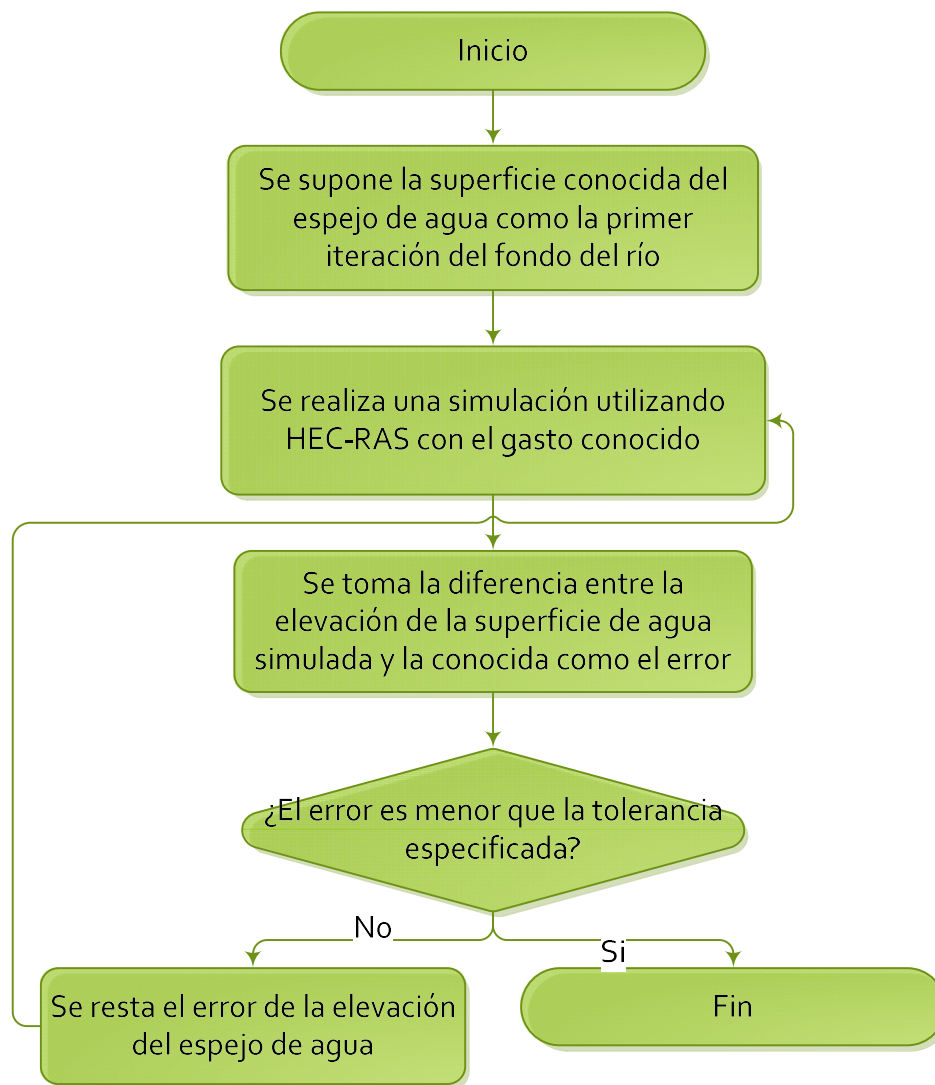 Inicio
Se supone la superficie conocida del
espejo de agua como la primer
iteración del fondo del río
Se realiza una simulación utilizando
HEC-RAS con el gasto conocido
Se toma la diferencia entre la
elevación de la superficie de agua
simulada y la conocida como el error
¿El error es menor que la tolerancia
especificada?
No
Si
Se resta el error de la elevación
del espejo de agua
Fin